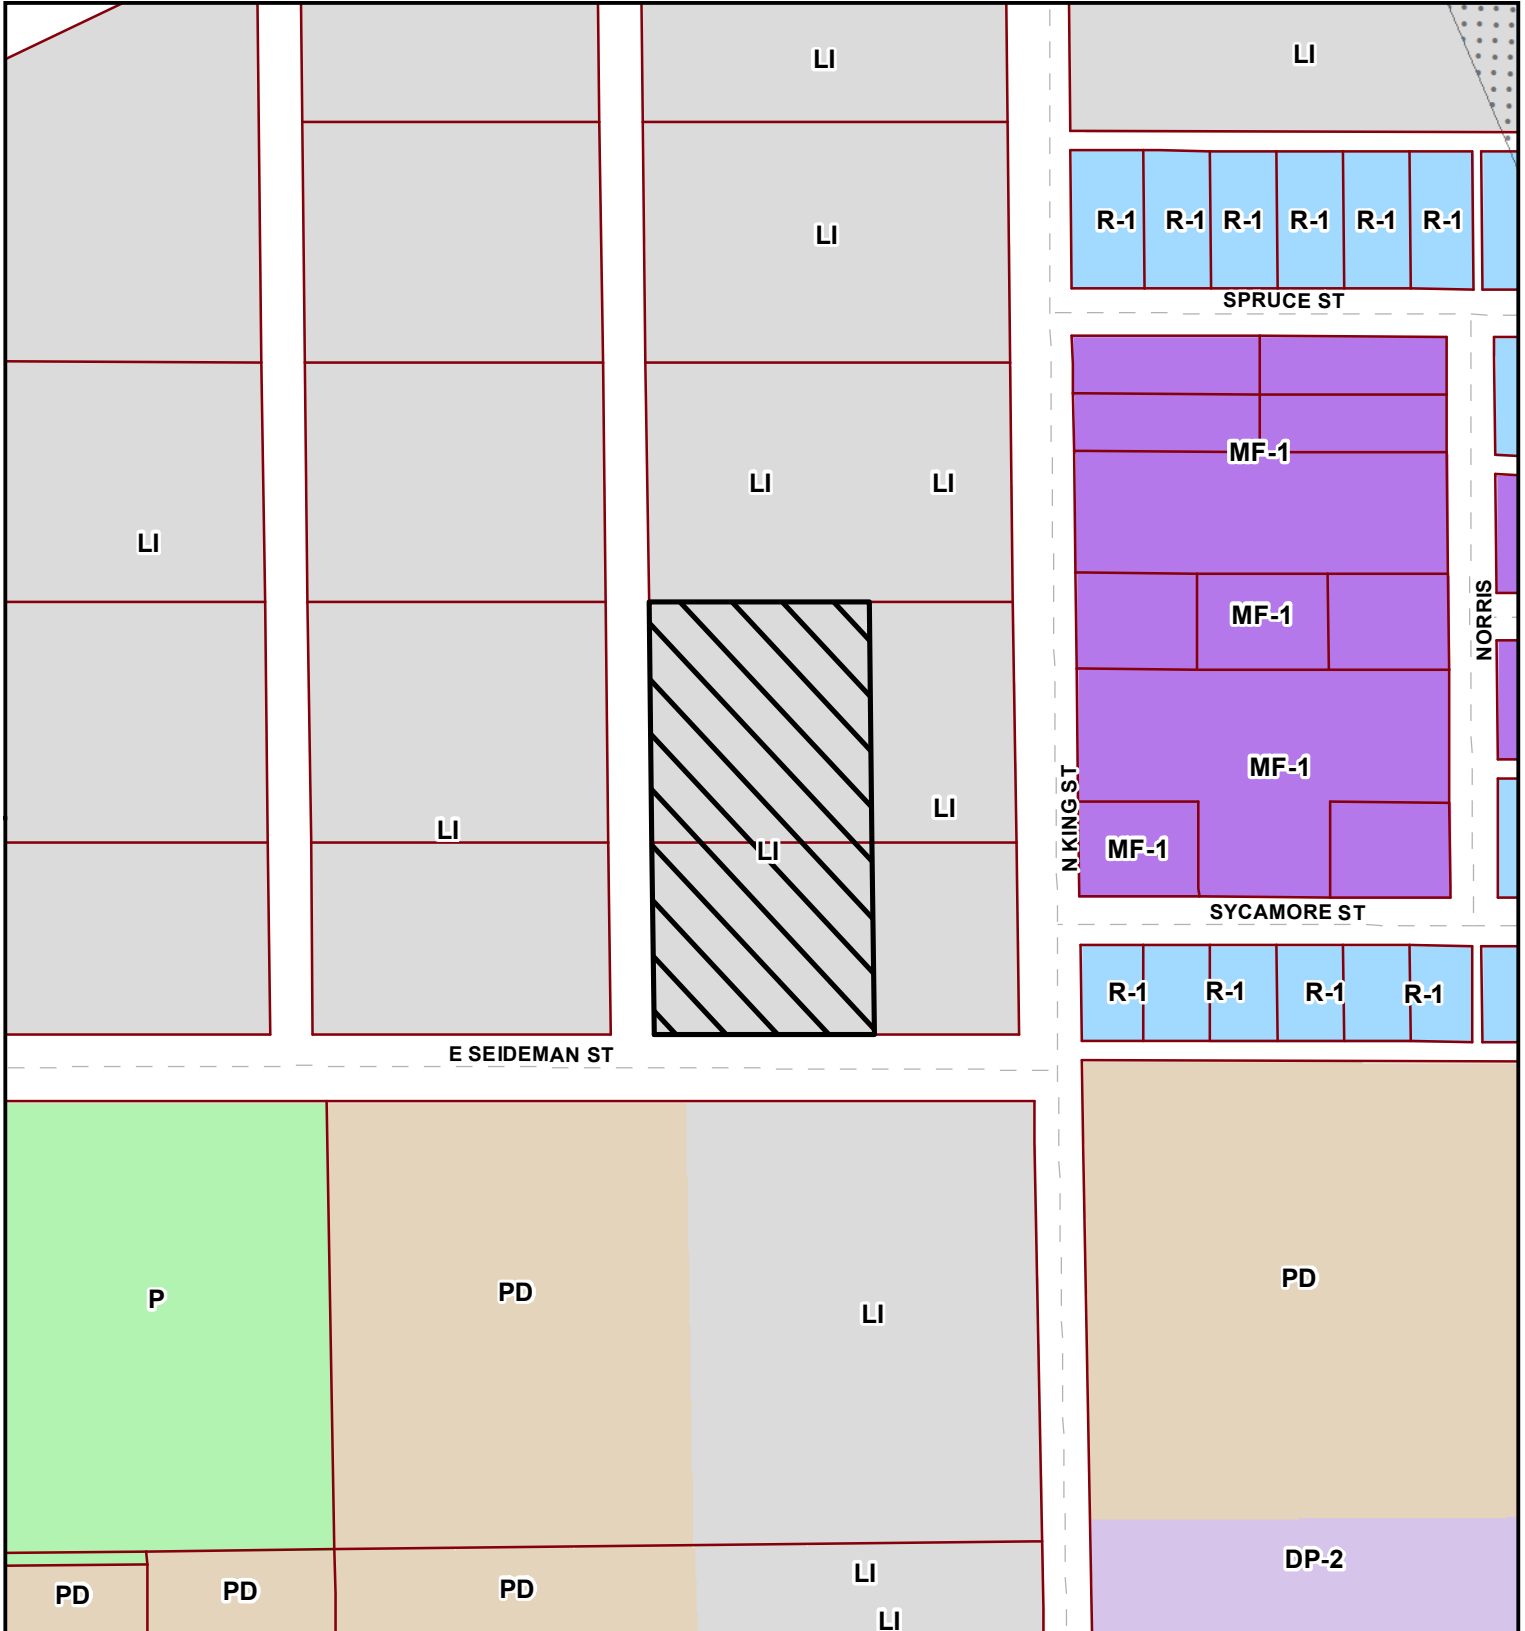 LI
LI
R-1 R-1 R-1 R-1 R-1 R-1
LI
SPRUCE ST
MF-1
LI LI
LI
MF-1
NORRIS
MF-1
LI
N KING ST
LI
LI
MF-1
SYCAMORE ST
R-1 R-1 R-1 R-1
E SEIDEMAN ST
PD
PD
P
LI
DP-2
LI
PD
PD
PD
LI